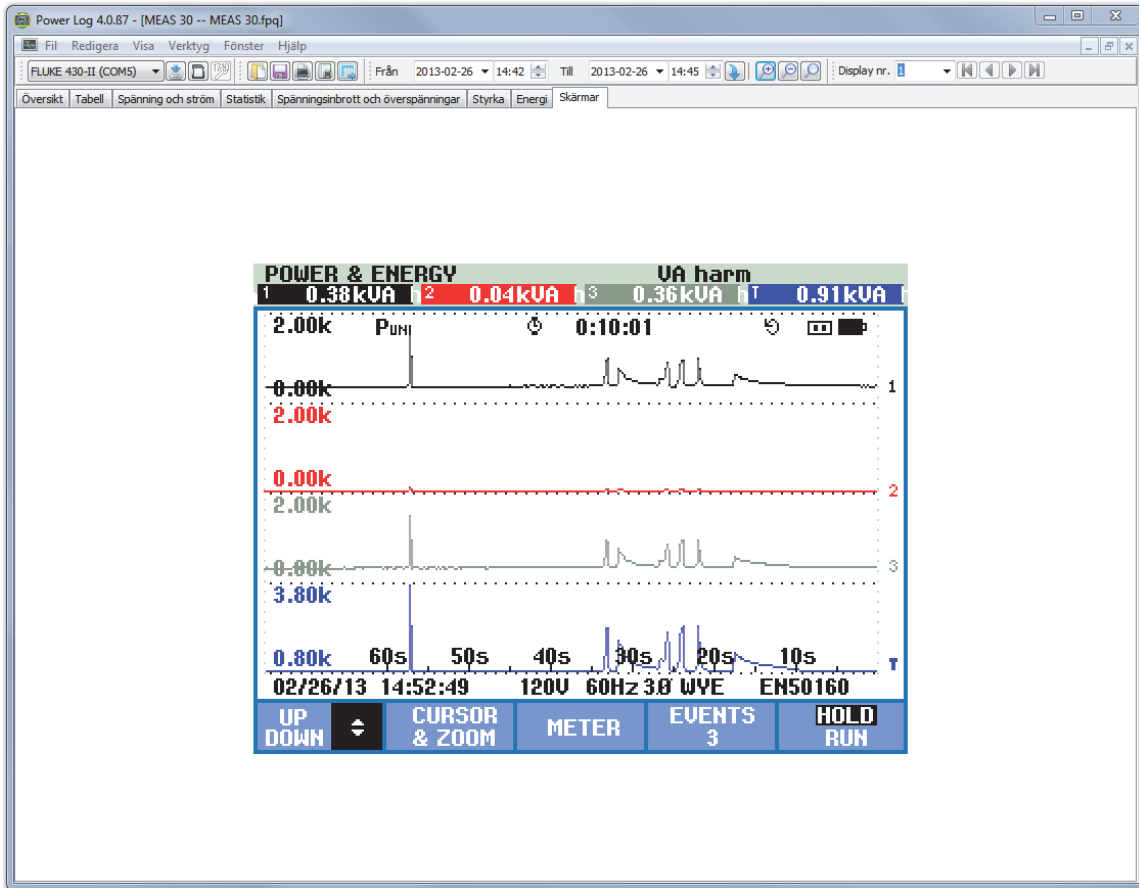 Power Log 4.0.87 - [MEAS 30 -- MEAS 30.fpq]
Fil Redigera Visa Verktyg Fönster Hjälp
FLUKE 430-II (COM5) Från 2013-02-26 14:42 Till 2013-02-26 14:45 Display nr. 1
Översikt Tabell Spänning och ström Statistik Spänningsinbrott och överspänningar Styrka Energi Skärmar
POWER & ENERGY VA harm
1 0.38kVA h 2 0.04kVA h 3 0.36kVA h T 0.91kVA h
2.00k PUNI 0:10:01
0.00k 1
2.00k
0.00k 2
2.00k
0.00k 3
3.80k
0.80k 60s 50s 40s 30s 20s 10s T
02/26/13 14:52:49 120V 60Hz 3Ø WYE EN50160
UP CURSOR METER EVENTS HOLD
DOWN & ZOOM 3 RUN